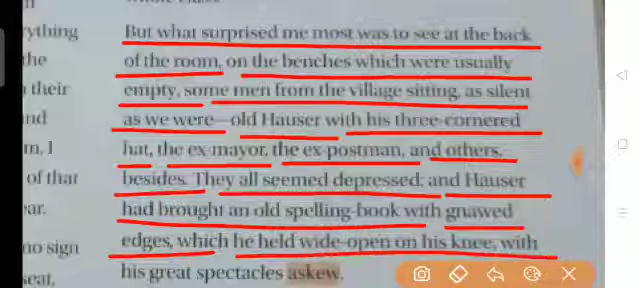 ything
he
their
nd
m. I
of that
ear.
no sign
seat,
But what surprised me most was to see at the back
of the room, on the benches which were usually
empty, some men from the village sitting, as silent
as we were—old Hauser with his three-cornered
hat, the ex-mayor, the ex-postman, and others,
besides. They all seemed depressed; and Hauser
had brought an old spelling-book with gnawed
edges, which he held wide-open on his knee, with
his great spectacles askew.